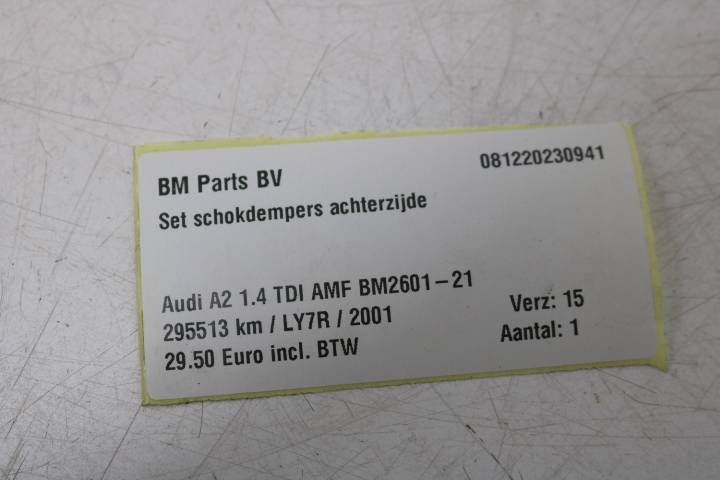 BM Parts BV
081220230941
Set schokdempers achterzijde
Audi A2 1.4 TDI AMF BM2601-21
295513 km / LY7R / 2001
Verz: 15
29.50 Euro incl. BTW
Aantal: 1